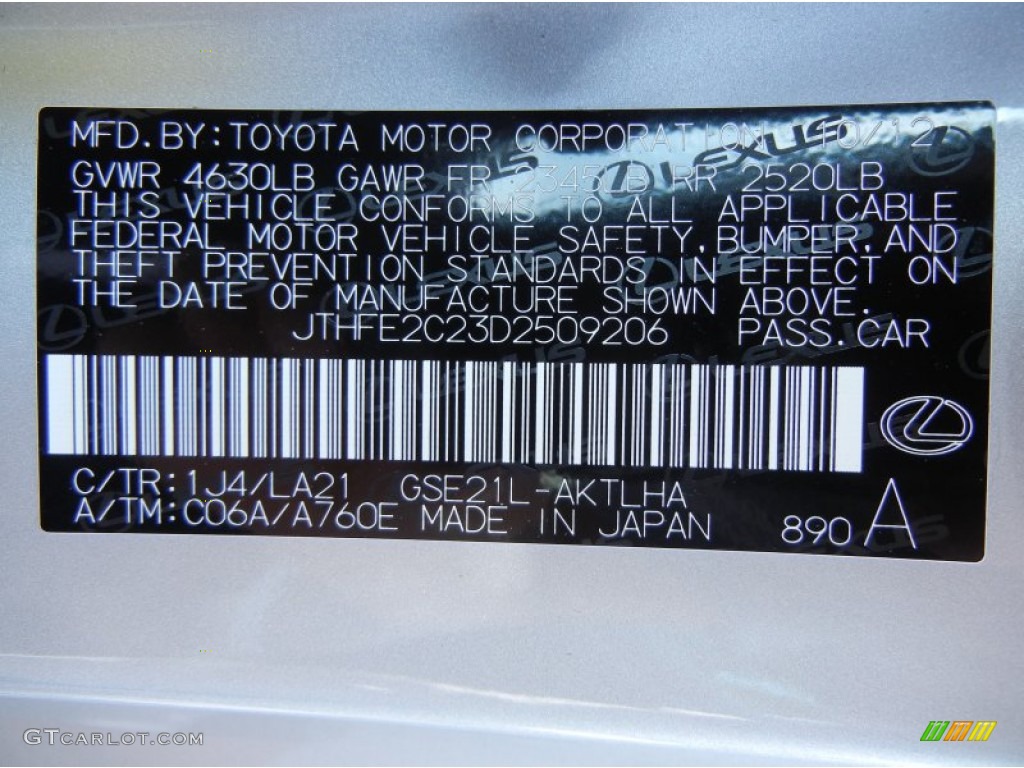 MFD.BY:TOYOTA MOTOR CORPORATION 10/12
GVWR 4630LB GAWR FR 2345LB RR 2520LB
THIS VEHICLE CONFORMS TO ALL APPLICABLE
FEDERAL MOTOR VEHICLE SAFETY,BUMPER,AND
THEFT PREVENTION STANDARDS IN EFFECT ON
THE DATE OF MANUFACTURE SHOWN ABOVE.
JTHFE2C23D2509206 PASS.CAR
C/TR:1J4/LA21 GSE21L-AKTLHA
A/TM:C06A/A760E MADE IN JAPAN 890 A
LEXUS
GTCARLOT.COM